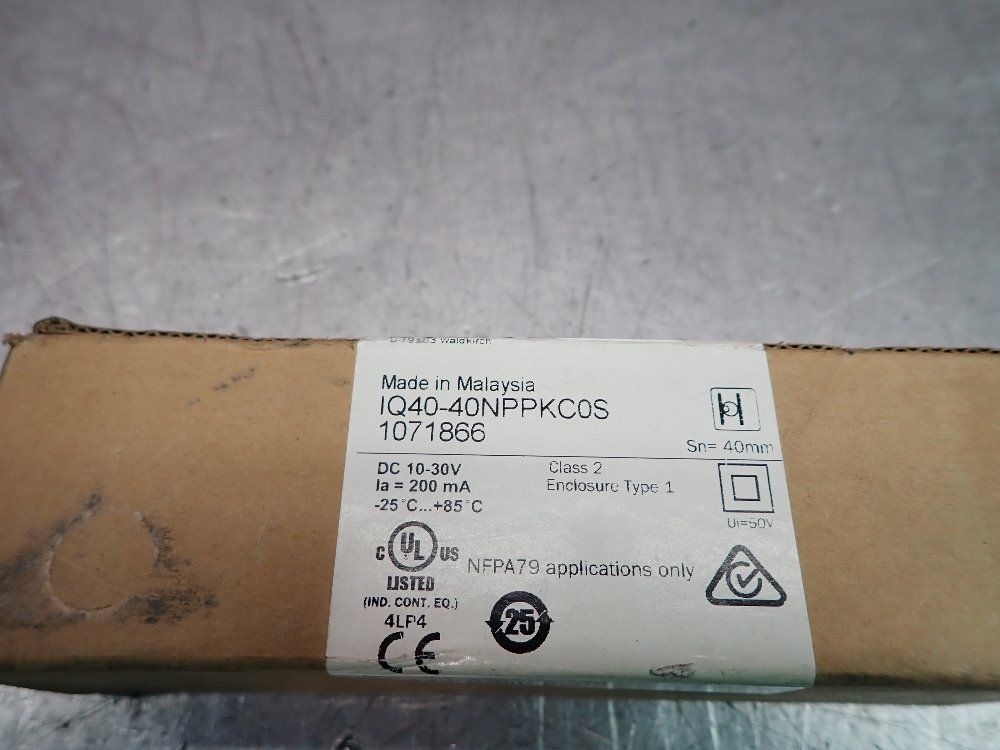 Waldkirch
Made in Malaysia
IQ40-40NPPKC0S
1071866
Sn= 40mm
DC 10-30V
Ia = 200 mA
-25°C...+85°C
Class 2
Enclosure Type 1
Ui=50V
C UL US
LISTED
(IND. CONT. EQ.)
4LP4
NFPA79 applications only
25
CE